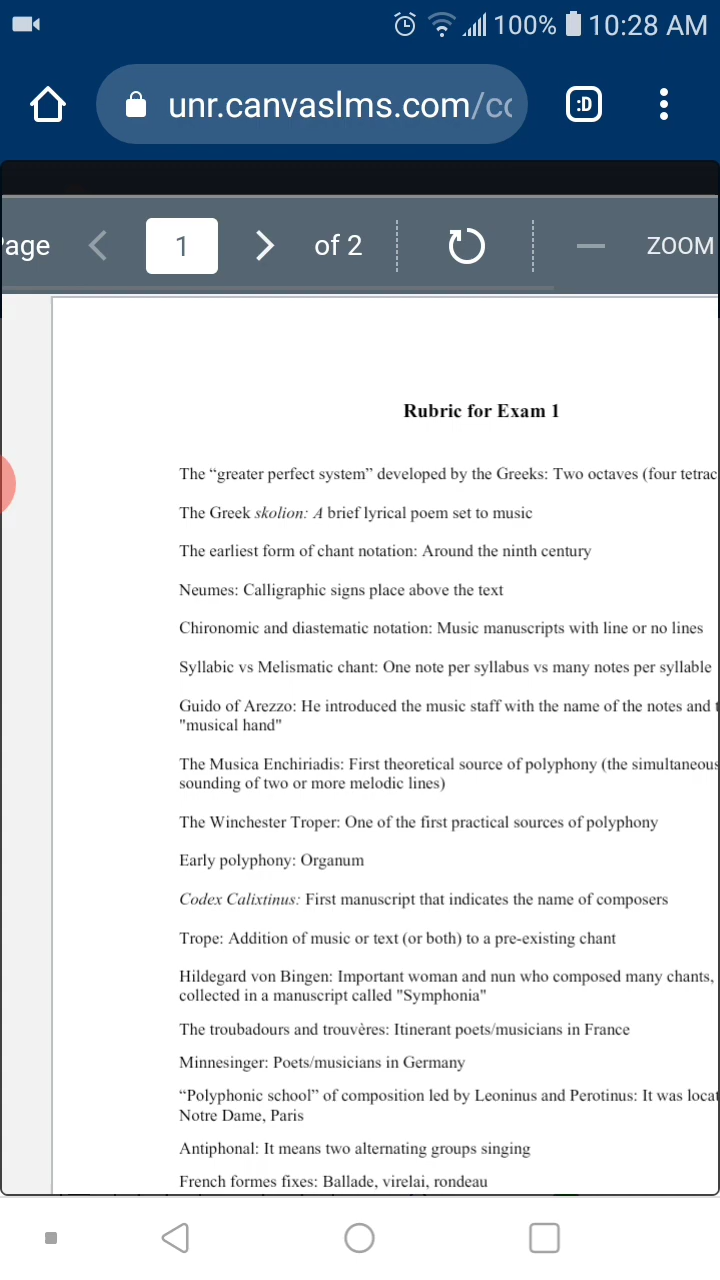 100% 10:28 AM
unr.canvaslms.com/cc
:D
age 1 of 2 ZOOM
Rubric for Exam 1
The “greater perfect system” developed by the Greeks: Two octaves (four tetrac
The Greek skolion: A brief lyrical poem set to music
The earliest form of chant notation: Around the ninth century
Neumes: Calligraphic signs place above the text
Chironomic and diastematic notation: Music manuscripts with line or no lines
Syllabic vs Melismatic chant: One note per syllabus vs many notes per syllable
Guido of Arezzo: He introduced the music staff with the name of the notes and t
"musical hand"
The Musica Enchiriadis: First theoretical source of polyphony (the simultaneous
sounding of two or more melodic lines)
The Winchester Troper: One of the first practical sources of polyphony
Early polyphony: Organum
Codex Calixtinus: First manuscript that indicates the name of composers
Trope: Addition of music or text (or both) to a pre-existing chant
Hildegard von Bingen: Important woman and nun who composed many chants,
collected in a manuscript called "Symphonia"
The troubadours and trouvères: Itinerant poets/musicians in France
Minnesinger: Poets/musicians in Germany
“Polyphonic school” of composition led by Leoninus and Perotinus: It was locat
Notre Dame, Paris
Antiphonal: It means two alternating groups singing
French formes fixes: Ballade, virelai, rondeau